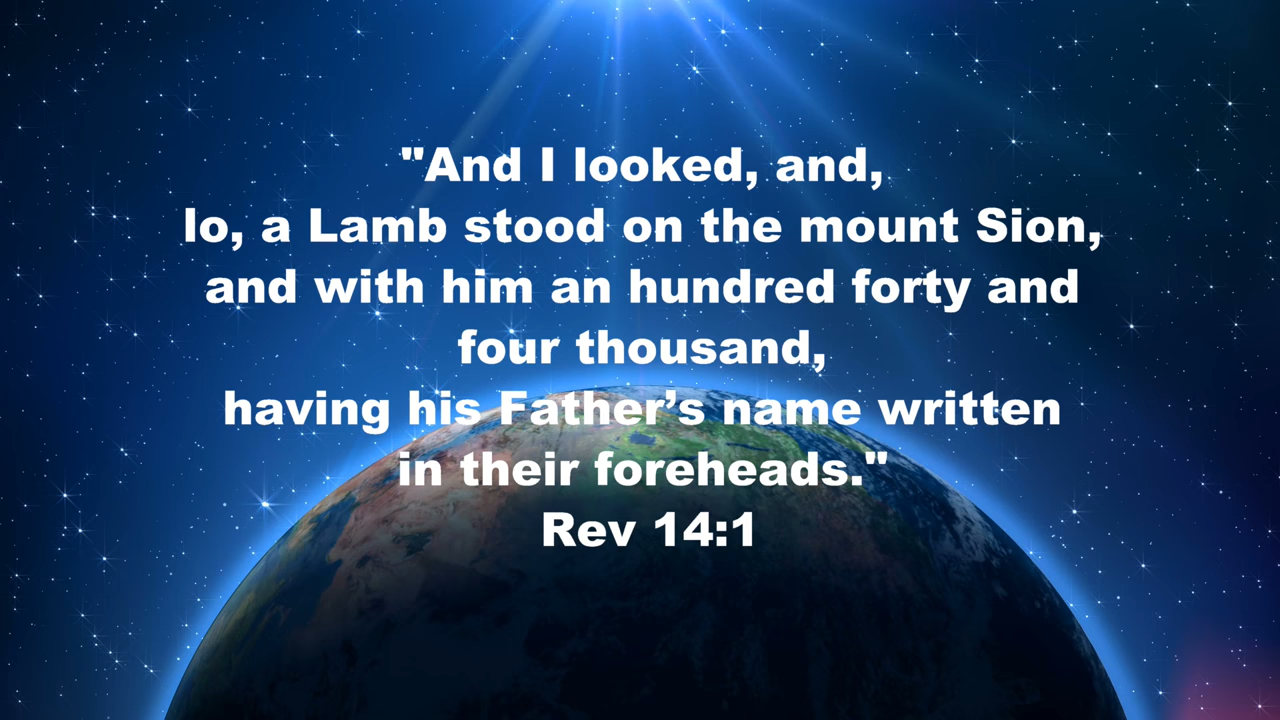 "And I looked, and,
lo, a Lamb stood on the mount Sion,
and with him an hundred forty and
four thousand,
having his Father’s name written
in their foreheads."
Rev 14:1